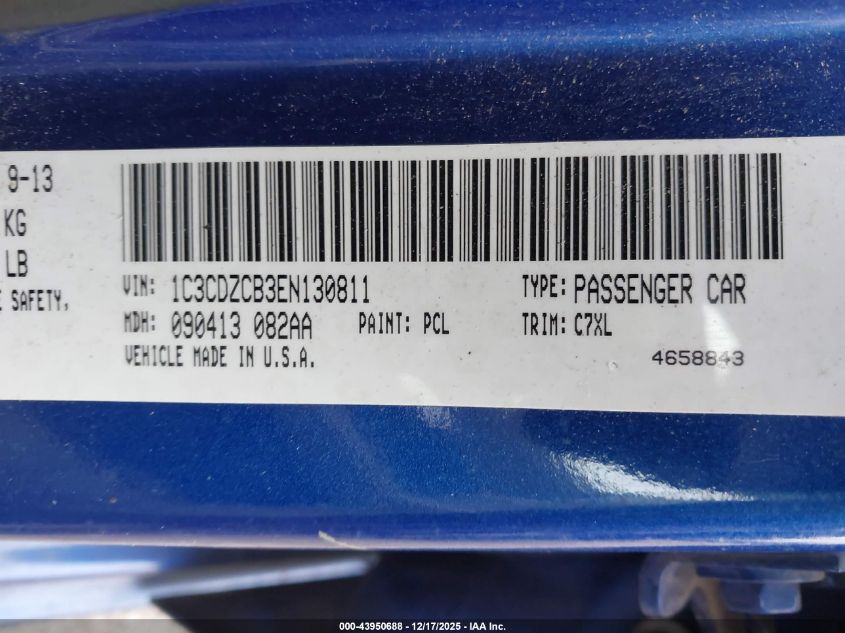 9-13
KG
LB
E SAFETY,
VIN: 1C3CDZCB3EN130811 TYPE: PASSENGER CAR
MDH: 090413 082AA PAINT: PCL TRIM: C7XL
VEHICLE MADE IN U.S.A. 4658843
000-43950688 - 12/17/2025 - IAA Inc.